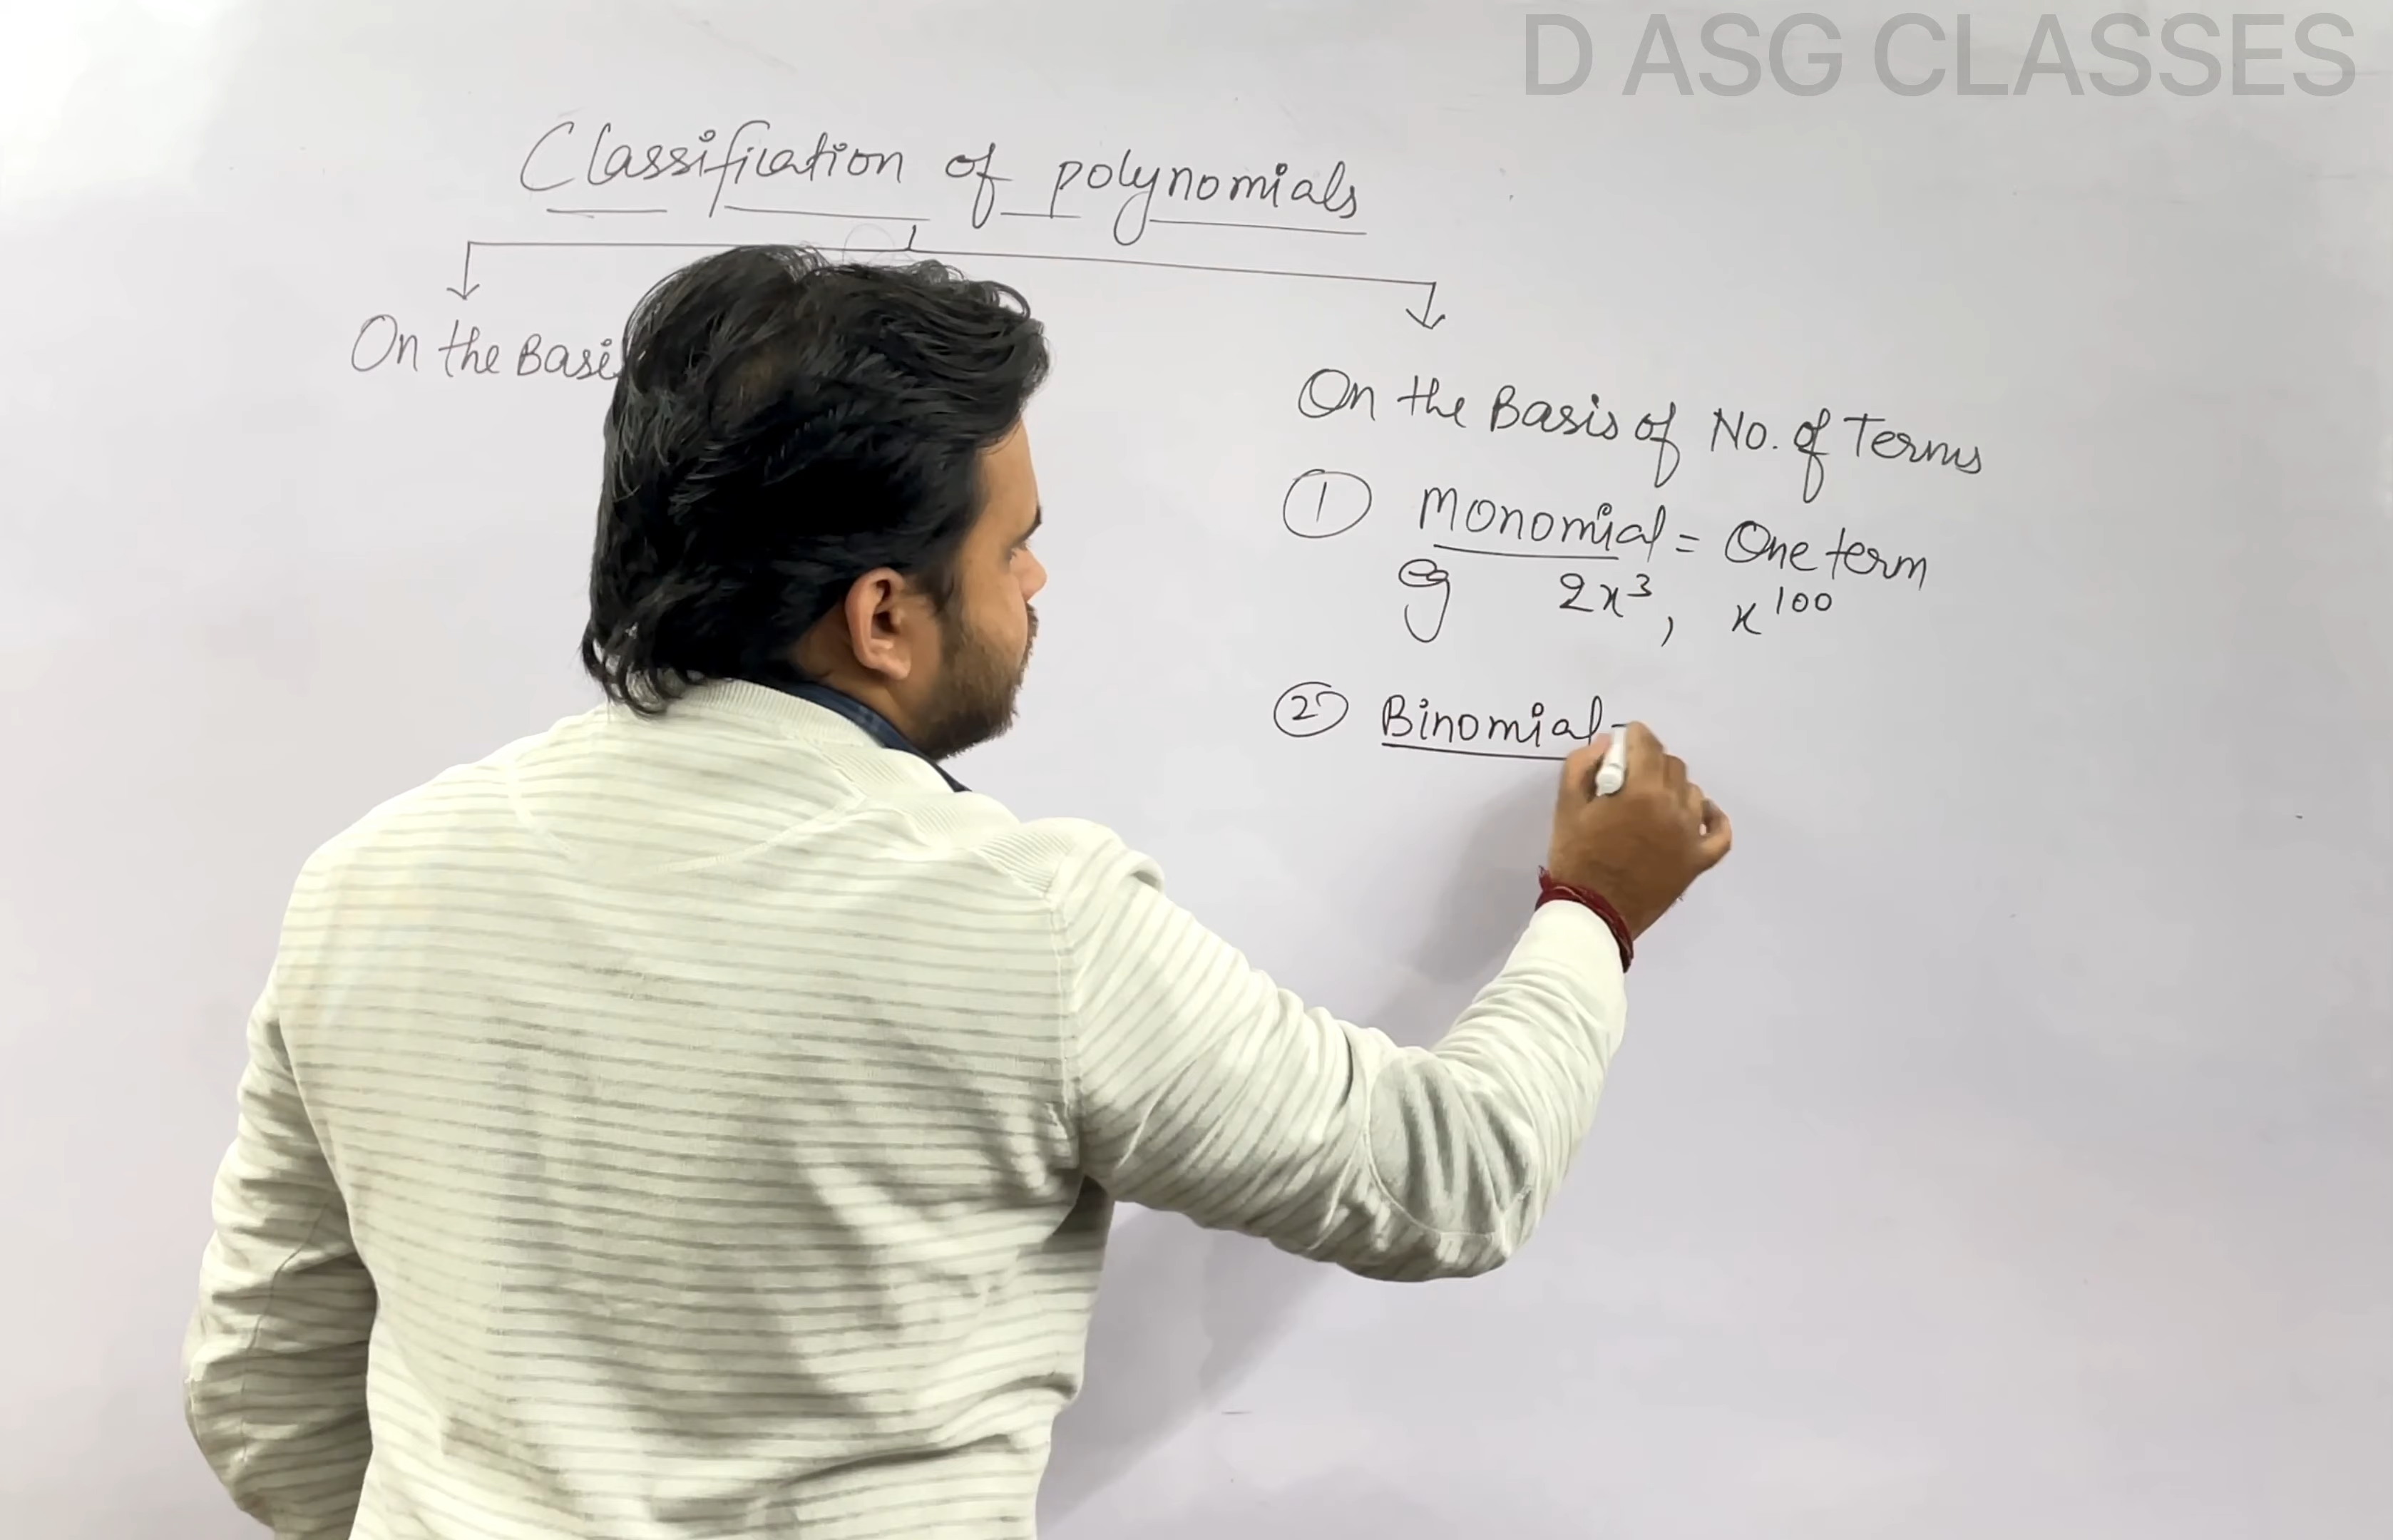 D ASG CLASSES
Classification of polynomials
On the Basi
On the Basis of No. of Terms
① Monomial = One term
eg 2x³, x¹⁰⁰
② Binomial